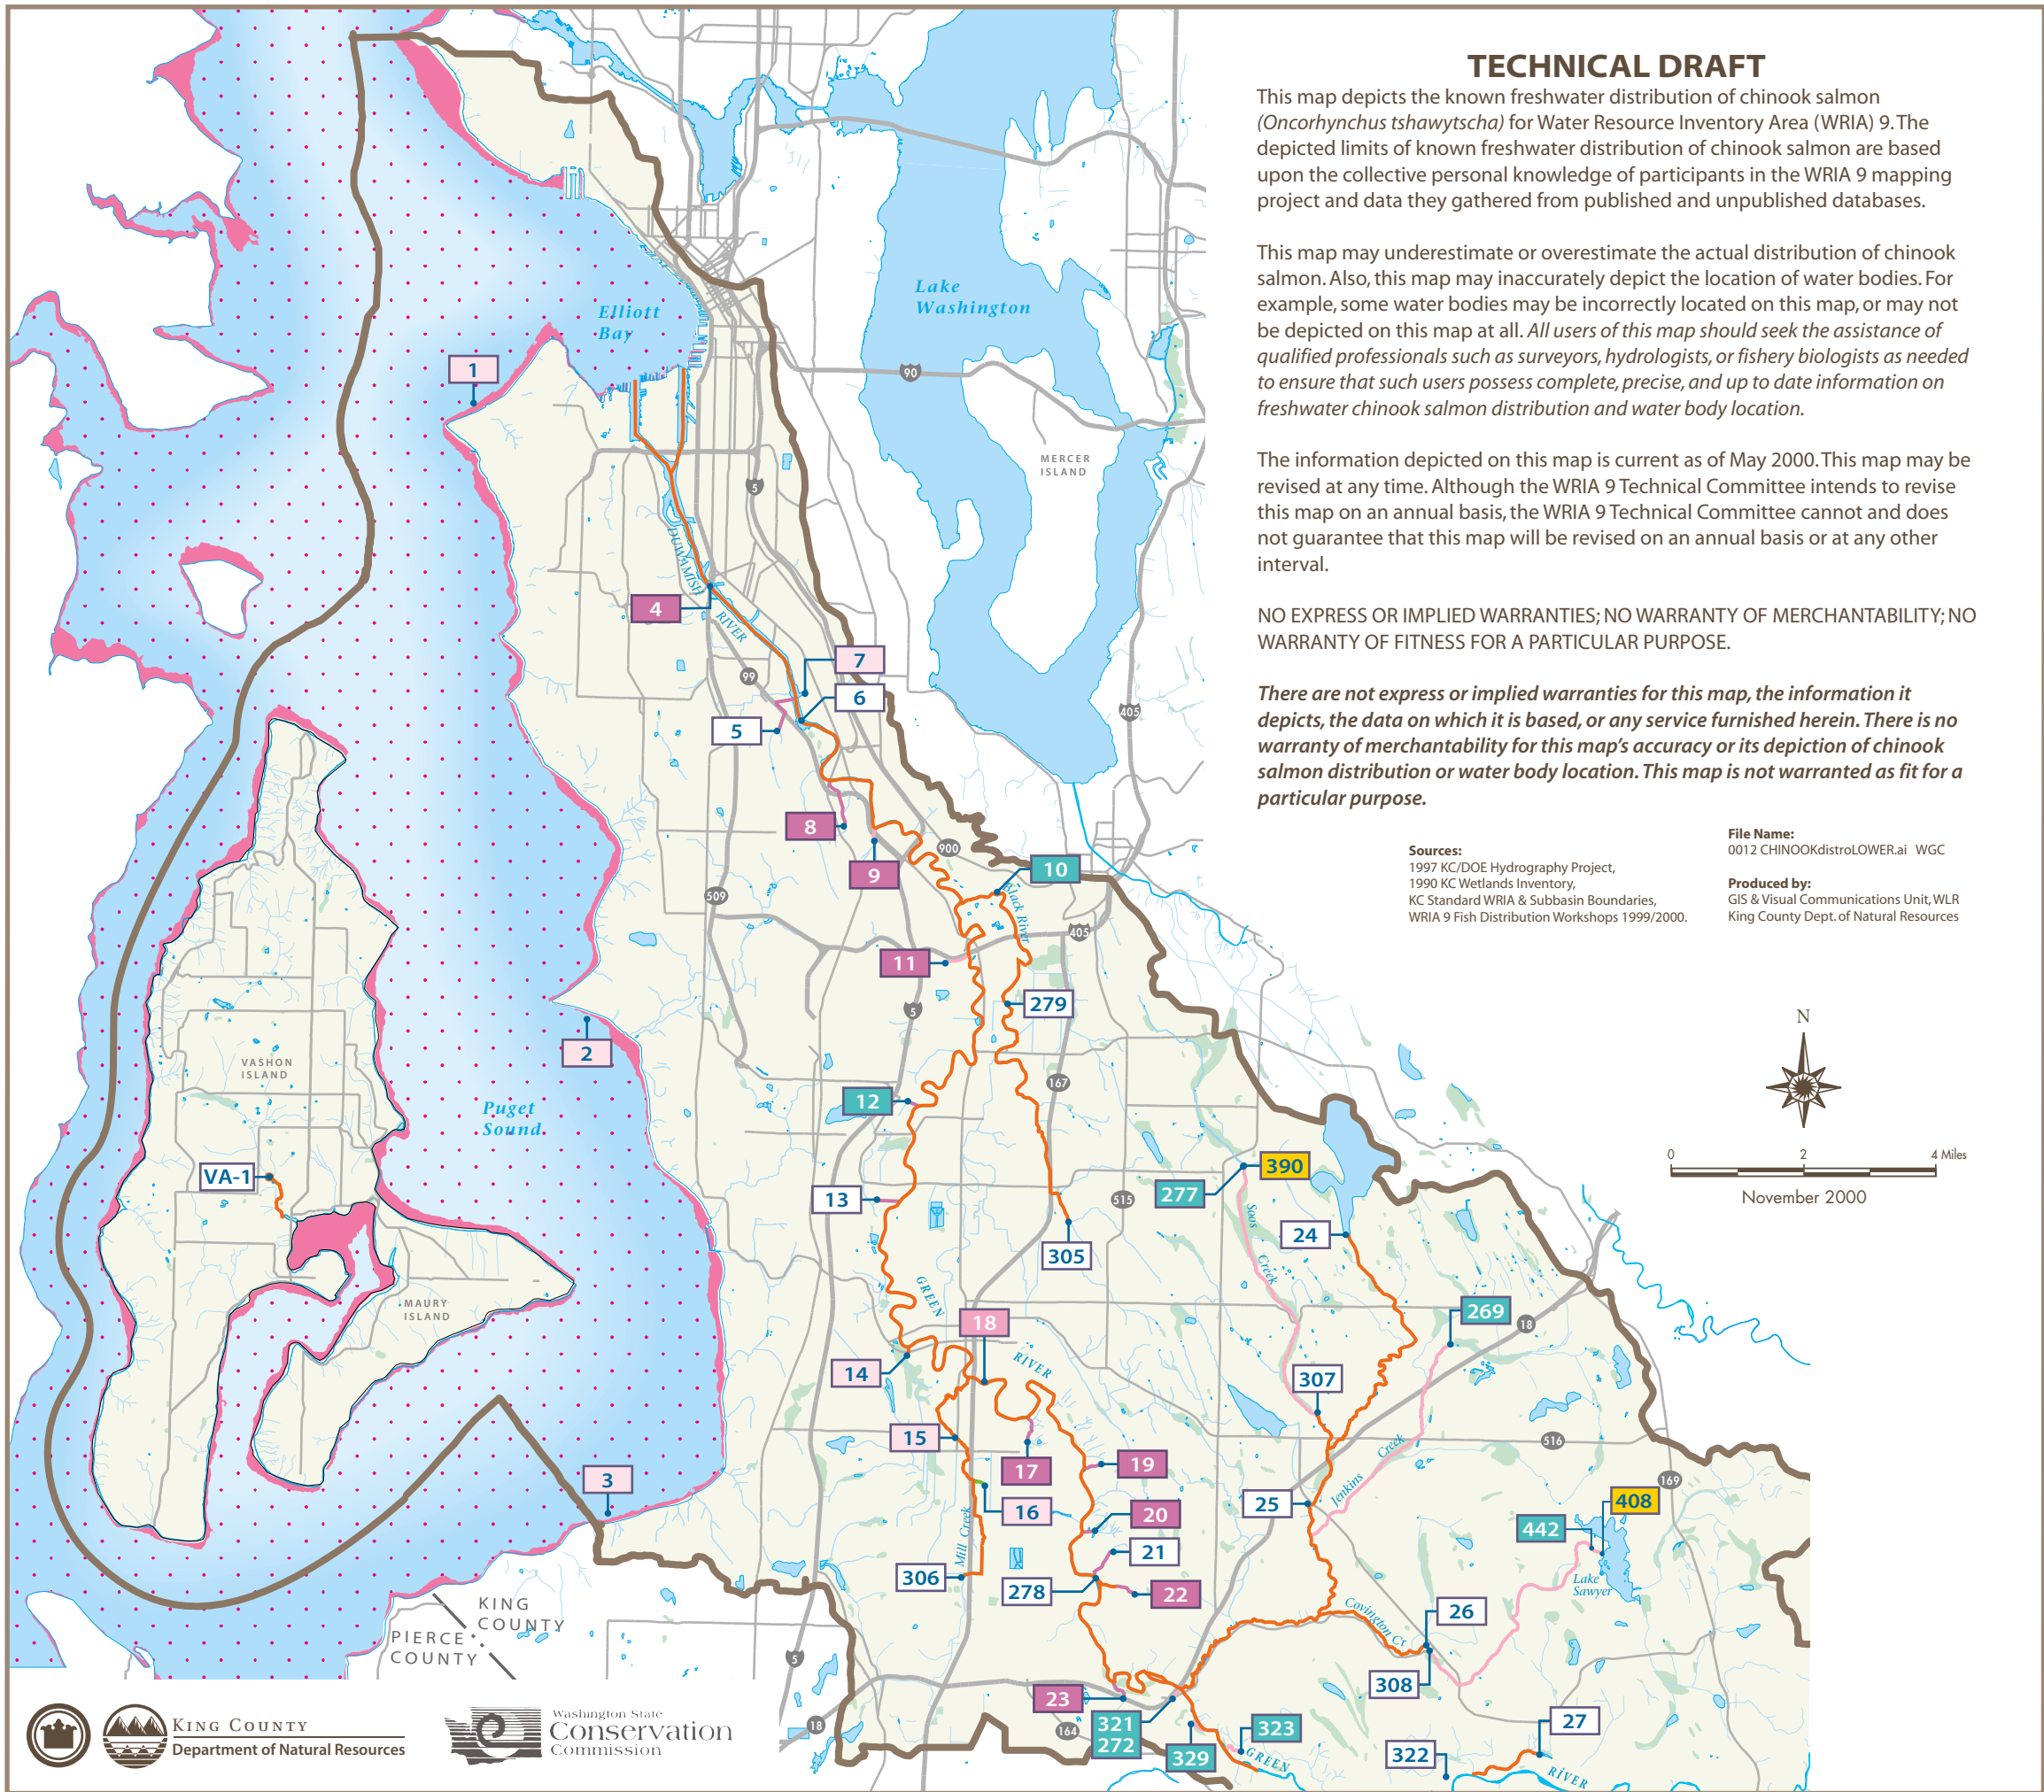 TECHNICAL DRAFT
This map depicts the known freshwater distribution of chinook salmon
(Oncorhynchus tshawytscha) for Water Resource Inventory Area (WRIA) 9. The
depicted limits of known freshwater distribution of chinook salmon are based
upon the collective personal knowledge of participants in the WRIA 9 mapping
project and data they gathered from published and unpublished databases.
This map may underestimate or overestimate the actual distribution of chinook
salmon. Also, this map may inaccurately depict the location of water bodies. For
example, some water bodies may be incorrectly located on this map, or may not
be depicted on this map at all. All users of this map should seek the assistance of
qualified professionals such as surveyors, hydrologists, or fishery biologists as needed
to ensure that such users possess complete, precise, and up to date information on
freshwater chinook salmon distribution and water body location.
The information depicted on this map is current as of May 2000. This map may be
revised at any time. Although the WRIA 9 Technical Committee intends to revise
this map on an annual basis, the WRIA 9 Technical Committee cannot and does
not guarantee that this map will be revised on an annual basis or at any other
interval.
NO EXPRESS OR IMPLIED WARRANTIES; NO WARRANTY OF MERCHANTABILITY; NO
WARRANTY OF FITNESS FOR A PARTICULAR PURPOSE.
There are not express or implied warranties for this map, the information it
depicts, the data on which it is based, or any service furnished herein. There is no
warranty of merchantability for this map's accuracy or its depiction of chinook
salmon distribution or water body location. This map is not warranted as fit for a
particular purpose.
Sources:
1997 KC/DOE Hydrography Project,
1990 KC Wetlands Inventory,
KC Standard WRIA & Subbasin Boundaries,
WRIA 9 Fish Distribution Workshops 1999/2000.
File Name:
0012 CHINOOKdistroLOWER.ai WGC
Produced by:
GIS & Visual Communications Unit, WLR
King County Dept. of Natural Resources
N
0 2 4 Miles
November 2000
Lake
Washington
Elliott
Bay
1
90
MERCER
ISLAND
5
DUWAMISH
RIVER
4
7
99
6
5
405
8
900
9
10
509
Black River
405
11
279
5
2
VASHON
ISLAND
167
Puget
Sound
12
390
VA-1
277
13
515
Soos
Creek
24
305
GREEN
RIVER
MAURY
ISLAND
269
18
18
14
307
15
Creek
Jenkins
516
17
19
3
169
25
16
20
408
442
Mill Creek
21
306
278
22
Lake
Sawyer
KING
COUNTY
PIERCE
COUNTY
Covington Cr
26
5
308
23
18
164
321
272
329
323
GREEN
RIVER
27
322
KING COUNTY
Department of Natural Resources
Washington State
Conservation
Commission